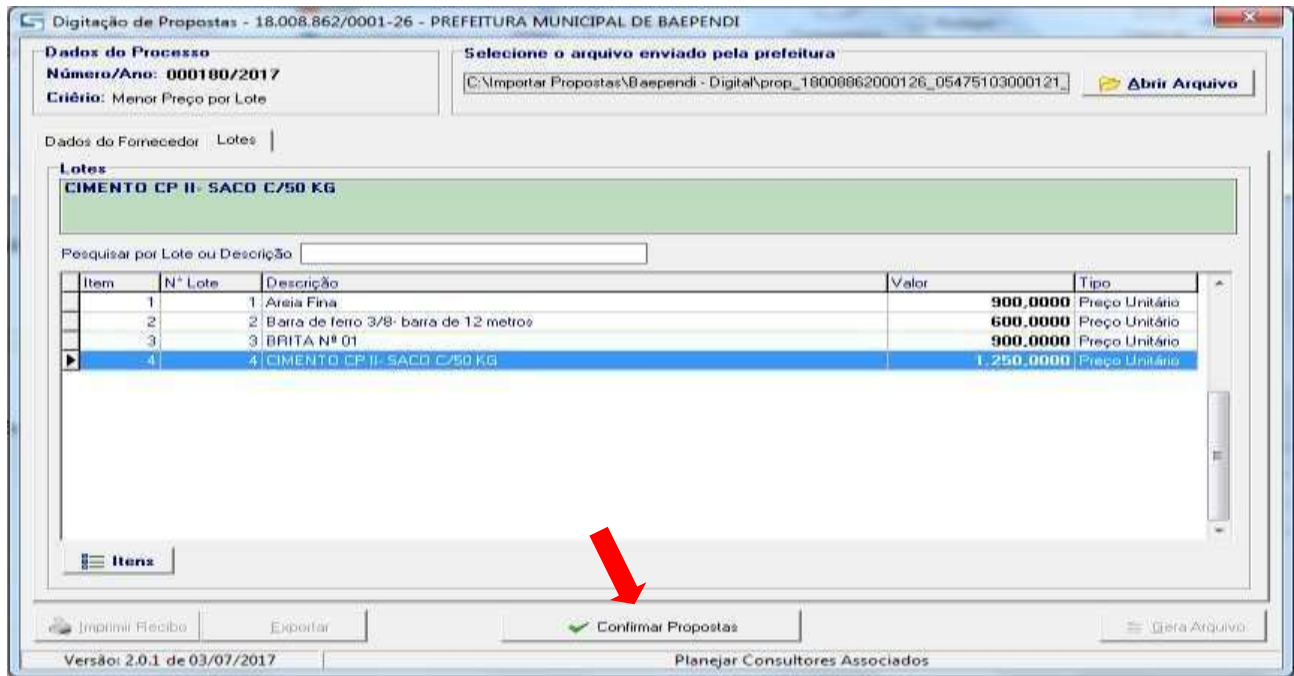 Digitação de Propostas - 18.008.862/0001-26 - PREFEITURA MUNICIPAL DE BAEPENDI
Dados do Processo
Número/Ano: 000180/2017
Criério: Menor Preço por Lote
Selecione o arquivo enviado pela prefeitura
C:\Importar Propostas\Baependi - Digital\prop_18008862000126_05475103000121_
Abrir Arquivo
Dados do Fornecedor Lotes
Lotes
CIMENTO CP II- SACO C/50 KG
Pesquisar por Lote ou Descrição
Item N° Lote Descrição Valor Tipo
1 1 Areia Fina 900,0000 Preço Unitário
2 2 Barra de ferro 3/8- barra de 12 metros 600,0000 Preço Unitário
3 3 BRITA Nº 01 900,0000 Preço Unitário
4 4 CIMENTO CP II- SACO C/50 KG 1.250,0000 Preço Unitário
Itens
Imprimir Recibo Exportar Confirmar Propostas Gera Arquivo
Versão: 2.0.1 de 03/07/2017 Planejar Consultores Associados